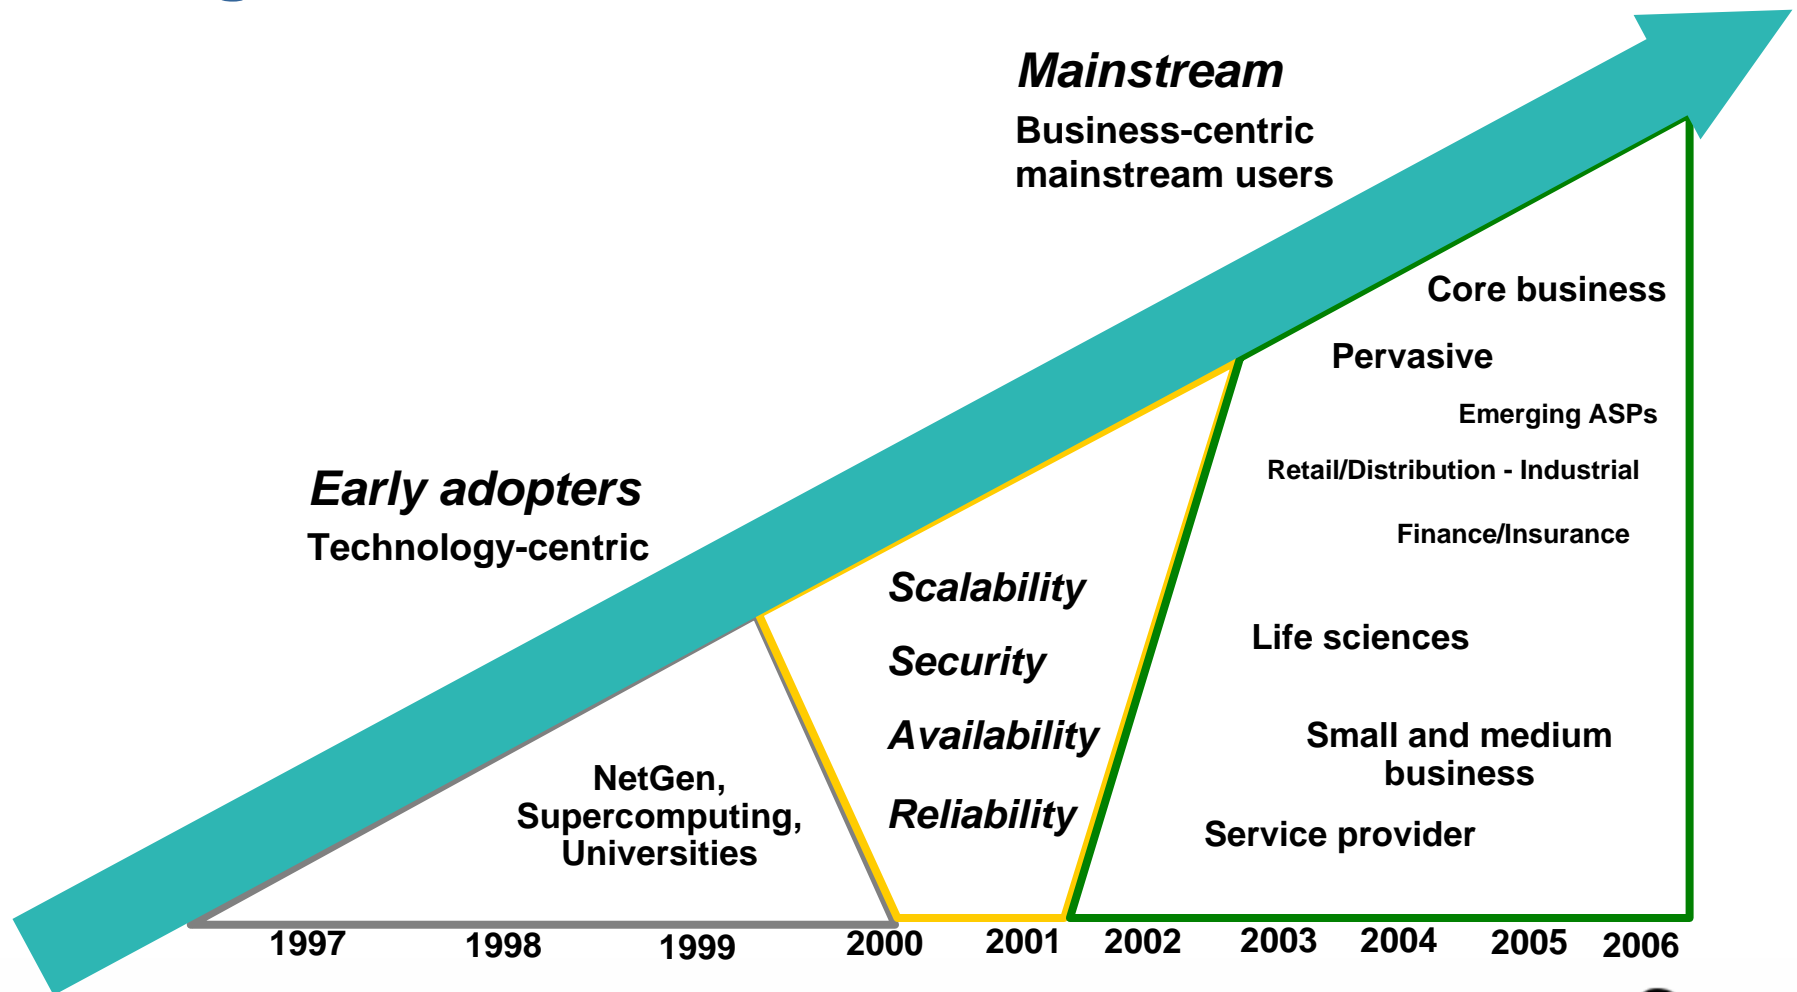 Mainstream
Business-centric
mainstream users
Core business
Pervasive
Emerging ASPs
Retail/Distribution - Industrial
Finance/Insurance
Early adopters
Technology-centric
Scalability
Security
Availability
Reliability
Life sciences
Small and medium
business
Service provider
NetGen,
Supercomputing,
Universities
1997 1998 1999 2000 2001 2002 2003 2004 2005 2006